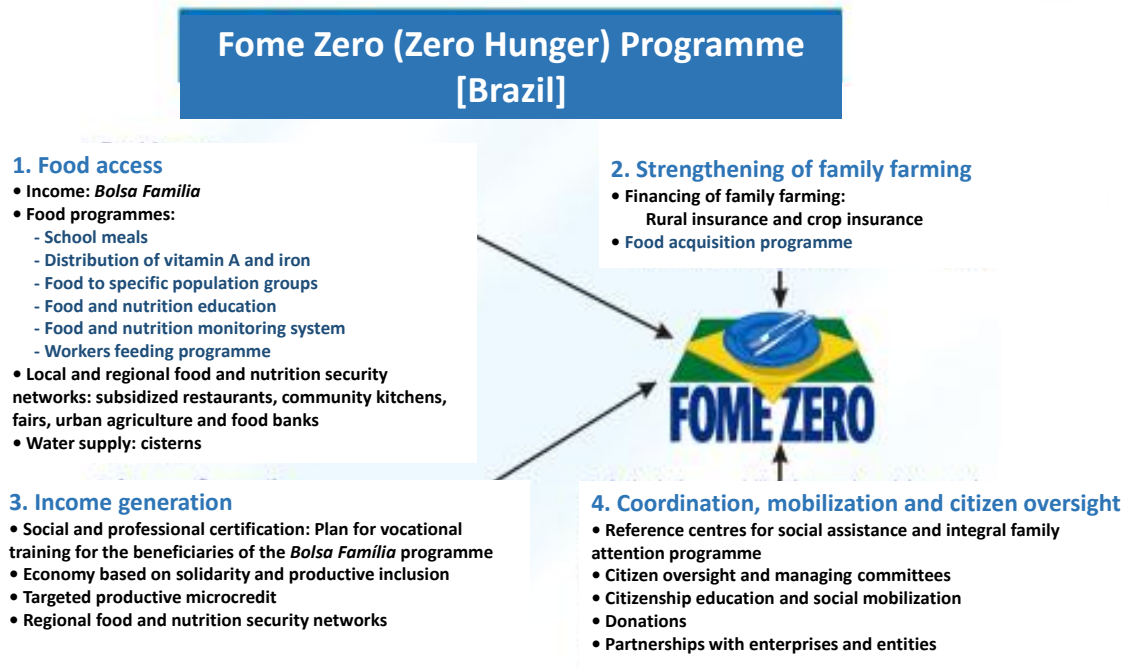 Fome Zero (Zero Hunger) Programme
[Brazil]
1. Food access
• Income: Bolsa Família
• Food programmes:
- School meals
- Distribution of vitamin A and iron
- Food to specific population groups
- Food and nutrition education
- Food and nutrition monitoring system
- Workers feeding programme
• Local and regional food and nutrition security
networks: subsidized restaurants, community kitchens,
fairs, urban agriculture and food banks
• Water supply: cisterns
2. Strengthening of family farming
• Financing of family farming:
Rural insurance and crop insurance
• Food acquisition programme
FOME ZERO
3. Income generation
• Social and professional certification: Plan for vocational
training for the beneficiaries of the Bolsa Família programme
• Economy based on solidarity and productive inclusion
• Targeted productive microcredit
• Regional food and nutrition security networks
4. Coordination, mobilization and citizen oversight
• Reference centres for social assistance and integral family
attention programme
• Citizen oversight and managing committees
• Citizenship education and social mobilization
• Donations
• Partnerships with enterprises and entities